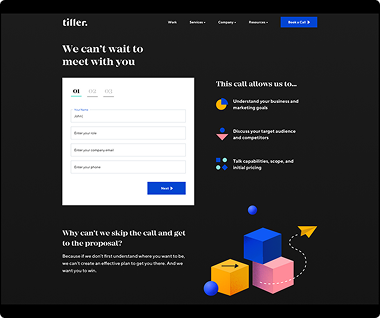 tiller.
Work Services Company Resources Book a Call
We can't wait to
meet with you
01 02 03
Your Name
Enter your role
Enter your company email
Enter your phone
Next
This call allows us to...
Understand your business and
marketing goals
Discuss your target audience
and competitors
Talk capabilities, scope, and
initial pricing
Why can't we skip the call and get
to the proposal?
Because if we don't first understand where you want to be,
we can't create an effective plan to get you there. And we
want you to win.